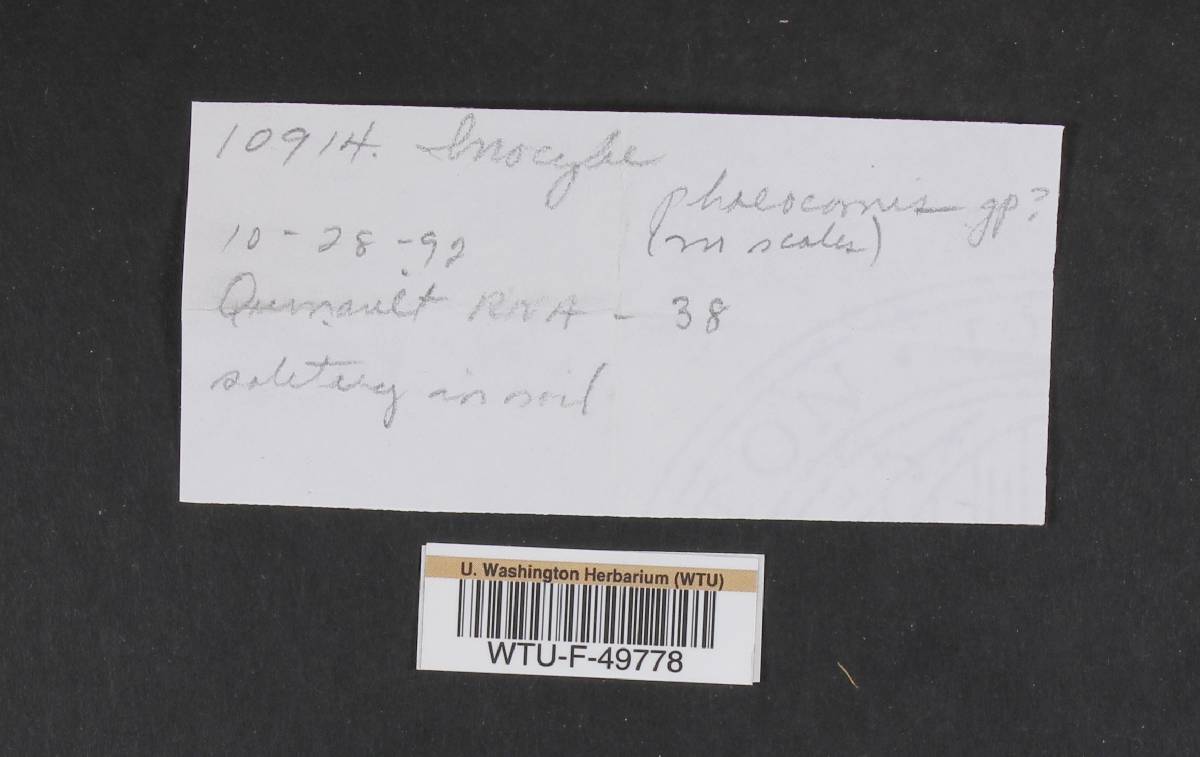 10914. Inocybe
phaeocomis gp?
10-28-92
(m scales)
Quinault RNA - 38
solitary in soil
U. Washington Herbarium (WTU)
WTU-F-49778